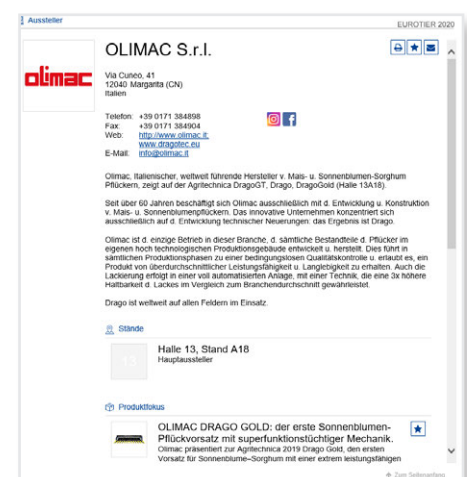 Aussteller
EUROTIER 2020
olimac
OLIMAC S.r.l.
Via Cuneo, 41
12040 Margarita (CN)
Italien
Telefon: +39 0171 384898
Fax: +39 0171 384904
Web: http://www.olimac.it;
www.dragotec.eu
E-Mail: info@olimac.it
Olimac, Italienischer, weltweit führende Hersteller v. Mais- u. Sonnenblumen-Sorghum
Pflückern, zeigt auf der Agritechnica DragoGT, Drago, DragoGold (Halle 13A18).
Seit über 60 Jahren beschäftigt sich Olimac ausschließlich mit d. Entwicklung u. Konstruktion
v. Mais- u. Sonnenblumenpflückern. Das innovative Unternehmen konzentriert sich
ausschließlich auf d. Entwicklung technischer Neuerungen: das Ergebnis ist Drago.
Olimac ist d. einzige Betrieb in dieser Branche, d. sämtliche Bestandteile d. Pflücker im
eigenen hoch technologischen Produktionsgebäude entwickelt u. herstellt. Dies führt in
sämtlichen Produktionsphasen zu einer bedingungslosen Qualitätskontrolle u. erlaubt es, ein
Produkt von überdurchschnittlicher Leistungsfähigkeit u. Langlebigkeit zu erhalten. Auch die
Lackierung erfolgt in einer voll automatisierten Anlage, mit einer Technik, die eine 3x höhere
Haltbarkeit d. Lackes im Vergleich zum Branchendurchschnitt gewährleistet.
Drago ist weltweit auf allen Feldern im Einsatz.
Stände
13
Halle 13, Stand A18
Hauptaussteller
Produktfokus
OLIMAC DRAGO GOLD: der erste Sonnenblumen-
Pflückvorsatz mit superfunktionstüchtiger Mechanik.
Olimac präsentiert zur Agritechnica 2019 Drago Gold, den ersten
Vorsatz für Sonnenblume–Sorghum mit einer extrem leistungsfähigen
Zum Seitenanfang